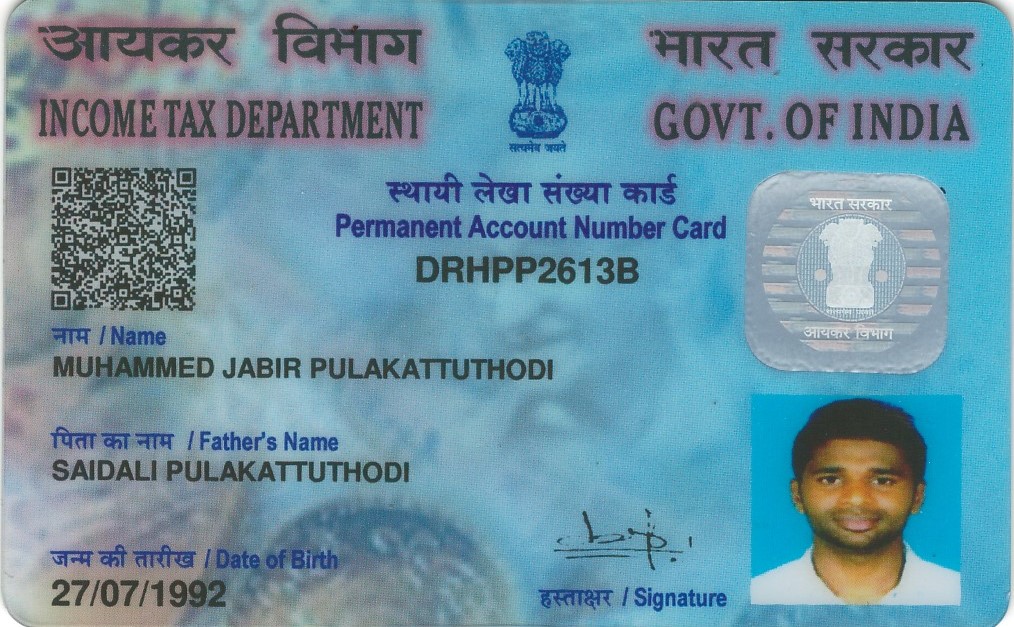 आयकर विभाग
भारत सरकार
INCOME TAX DEPARTMENT
GOVT. OF INDIA
सत्यमेव जयते
स्थायी लेखा संख्या कार्ड
Permanent Account Number Card
DRHPP2613B
भारत सरकार
आयकर विभाग
नाम / Name
MUHAMMED JABIR PULAKATTUTHODI
पिता का नाम / Father's Name
SAIDALI PULAKATTUTHODI
जन्म की तारीख / Date of Birth
27/07/1992
हस्ताक्षर / Signature